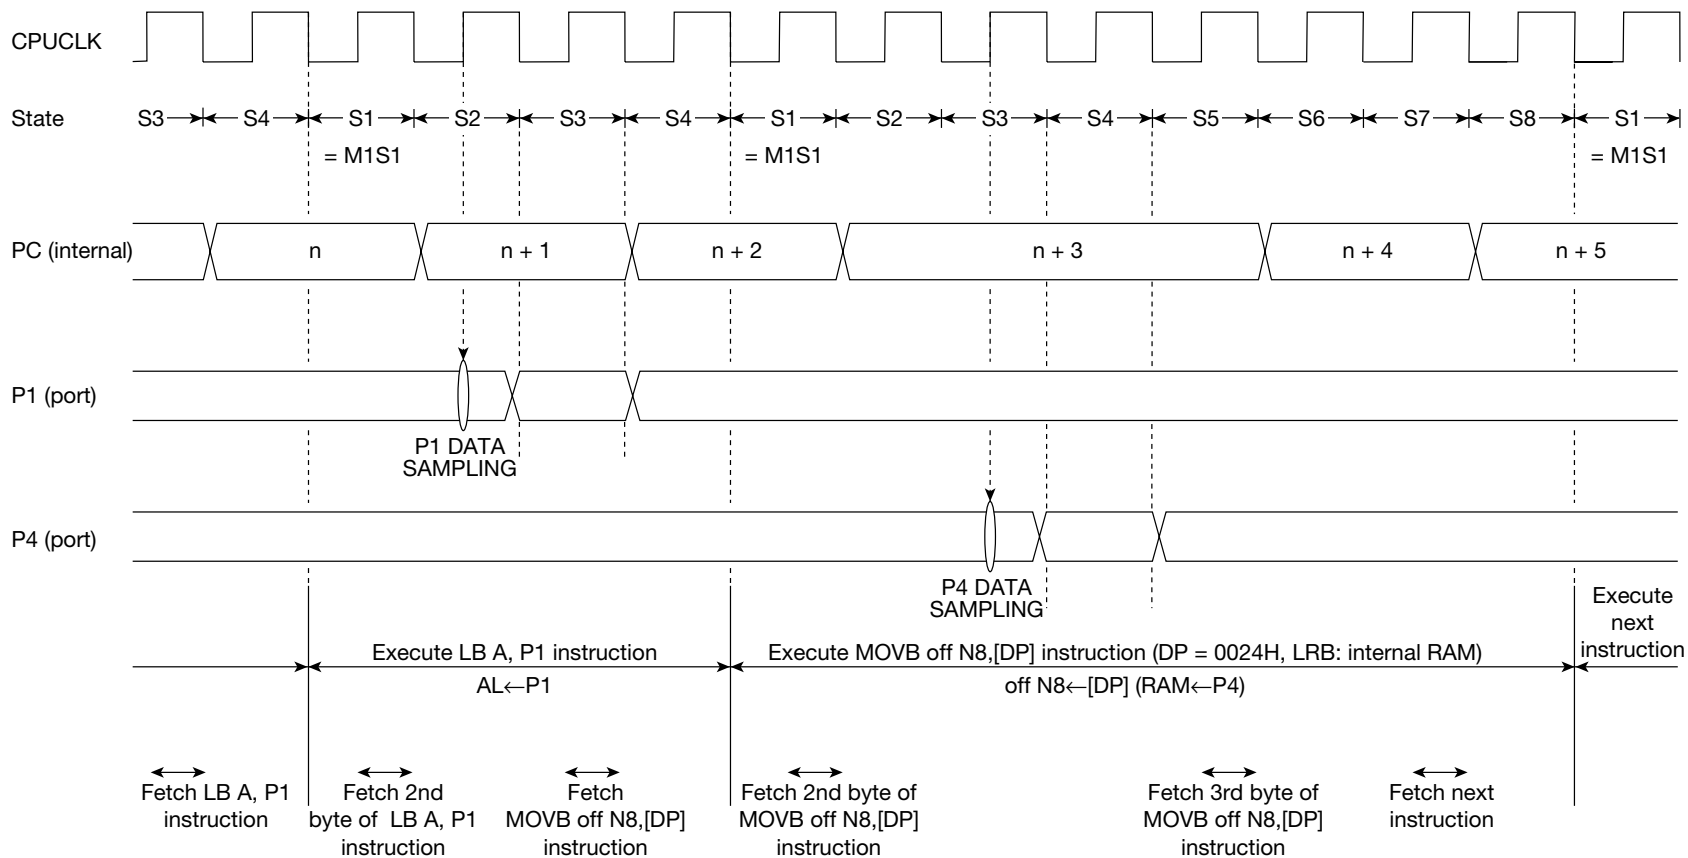 CPUCLK
State S3 S4 S1 S2 S3 S4 S1 S2 S3 S4 S5 S6 S7 S8 S1
= M1S1 = M1S1 = M1S1
PC (internal) n n + 1 n + 2 n + 3 n + 4 n + 5
P1 (port)
P1 DATA
SAMPLING
P4 (port)
P4 DATA
SAMPLING
Execute
next
instruction
Execute LB A, P1 instruction
AL←P1
Execute MOVB off N8,[DP] instruction (DP = 0024H, LRB: internal RAM)
off N8←[DP] (RAM←P4)
Fetch LB A, P1
instruction
Fetch 2nd
byte of LB A, P1
instruction
Fetch
MOVB off N8,[DP]
instruction
Fetch 2nd byte of
MOVB off N8,[DP]
instruction
Fetch 3rd byte of
MOVB off N8,[DP]
instruction
Fetch next
instruction